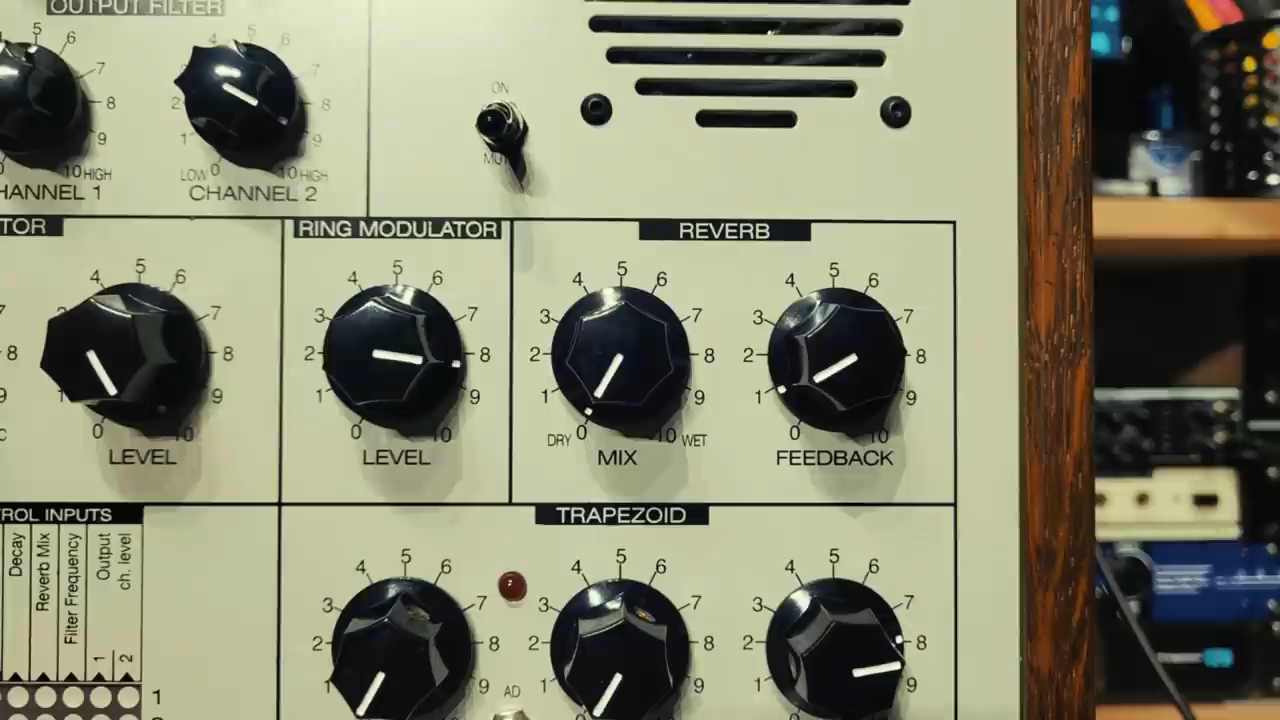 OUTPUT FILTER
5 6 7 8 9 10 HIGH
CHANNEL 1
4 5 6 2 8 1 9 LOW 0 10 HIGH
CHANNEL 2
ON
TOR
4 5 6 7 8 1 9 0 10
LEVEL
RING MODULATOR
3 4 5 6 2 8 1 9 0 10
LEVEL
REVERB
1 2 3 4 5 6 7 8 9
DRY 0 10 WET
MIX
1 2 3 4 5 6 7 8 9
0 10
FEEDBACK
ROL INPUTS
Decay
Reverb Mix
Filter Frequency
Output
ch. level
1 2
1
TRAPEZOID
1 2 3 4 5 6 7 8 9
AD
1 2 3 4 5 6 7 8
1 2 3 4 5 6 7 8 9